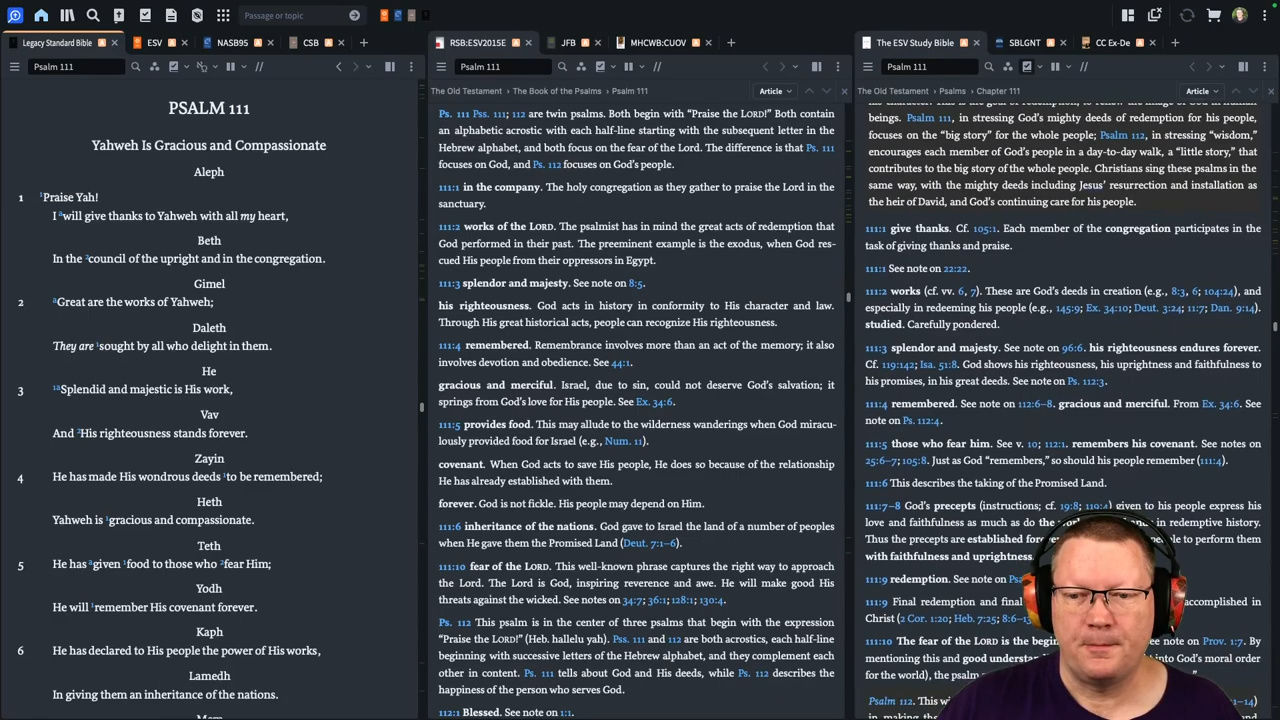 Passage or topic
Legacy Standard Bible
ESV
NASB95
CSB
Psalm 111
PSALM 111
Yahweh Is Gracious and Compassionate
Aleph
1 ¹Praise Yah!
I ᵃwill give thanks to Yahweh with all my heart,
Beth
In the ²council of the upright and in the congregation.
Gimel
2 ᵃGreat are the works of Yahweh;
Daleth
They are ¹sought by all who delight in them.
He
3 ¹ᵃSplendid and majestic is His work,
Vav
And ²His righteousness stands forever.
Zayin
4 He has made His wondrous deeds ¹to be remembered;
Heth
Yahweh is ¹gracious and compassionate.
Teth
5 He has ᵃgiven ¹food to those who ²fear Him;
Yodh
He will ¹remember His covenant forever.
Kaph
6 He has declared to His people the power of His works,
Lamedh
In giving them an inheritance of the nations.
Mem
RSB:ESV2015E
JFB
MHCWB:CUOV
Psalm 111
The Old Testament > The Book of the Psalms > Psalm 111
Article
Ps. 111 Pss. 111; 112 are twin psalms. Both begin with “Praise the LORD!” Both contain
an alphabetic acrostic with each half-line starting with the subsequent letter in the
Hebrew alphabet, and both focus on the fear of the Lord. The difference is that Ps. 111
focuses on God, and Ps. 112 focuses on God’s people.
111:1 in the company. The holy congregation as they gather to praise the Lord in the
sanctuary.
111:2 works of the LORD. The psalmist has in mind the great acts of redemption that
God performed in their past. The preeminent example is the exodus, when God res-
cued His people from their oppressors in Egypt.
111:3 splendor and majesty. See note on 8:5.
his righteousness. God acts in history in conformity to His character and law.
Through His great historical acts, people can recognize His righteousness.
111:4 remembered. Remembrance involves more than an act of the memory; it also
involves devotion and obedience. See 44:1.
gracious and merciful. Israel, due to sin, could not deserve God’s salvation; it
springs from God’s love for His people. See Ex. 34:6.
111:5 provides food. This may allude to the wilderness wanderings when God miracu-
lously provided food for Israel (e.g., Num. 11).
covenant. When God acts to save His people, He does so because of the relationship
He has already established with them.
forever. God is not fickle. His people may depend on Him.
111:6 inheritance of the nations. God gave to Israel the land of a number of peoples
when He gave them the Promised Land (Deut. 7:1–6).
111:10 fear of the LORD. This well-known phrase captures the right way to approach
the Lord. The Lord is God, inspiring reverence and awe. He will make good His
threats against the wicked. See notes on 34:7; 36:1; 128:1; 130:4.
Ps. 112 This psalm is in the center of three psalms that begin with the expression
“Praise the LORD!” (Heb. hallelu yah). Pss. 111 and 112 are both acrostics, each half-line
beginning with successive letters of the Hebrew alphabet, and they complement each
other in content. Ps. 111 tells about God and His deeds, while Ps. 112 describes the
happiness of the person who serves God.
112:1 Blessed. See note on 1:1.
The ESV Study Bible
SBLGNT
CC Ex-De
Psalm 111
The Old Testament > Psalms > Chapter 111
Article
beings. Psalm 111, in stressing God’s mighty deeds of redemption for his people,
focuses on the “big story” for the whole people; Psalm 112, in stressing “wisdom,”
encourages each member of God’s people in a day-to-day walk, a “little story,” that
contributes to the big story of the whole people. Christians sing these psalms in the
same way, with the mighty deeds including Jesus’ resurrection and installation as
the heir of David, and God’s continuing care for his people.
111:1 give thanks. Cf. 105:1. Each member of the congregation participates in the
task of giving thanks and praise.
111:1 See note on 22:22.
111:2 works (cf. vv. 6, 7). These are God’s deeds in creation (e.g., 8:3, 6; 104:24), and
especially in redeeming his people (e.g., 145:9; Ex. 34:10; Deut. 3:24; 11:7; Dan. 9:14).
studied. Carefully pondered.
111:3 splendor and majesty. See note on 96:6. his righteousness endures forever.
Cf. 119:142; Isa. 51:8. God shows his righteousness, his uprightness and faithfulness to
his promises, in his great deeds. See note on Ps. 112:3.
111:4 remembered. See note on 112:6–8. gracious and merciful. From Ex. 34:6. See
note on Ps. 112:4.
111:5 those who fear him. See v. 10; 112:1. remembers his covenant. See notes on
25:6–7; 105:8. Just as God “remembers,” so should his people remember (111:4).
111:6 This describes the taking of the Promised Land.
111:7–8 God’s precepts (instructions; cf. 19:8; 119:4) given to his people express his
love and faithfulness as much as do the in redemptive history.
Thus the precepts are established people to perform them
with faithfulness and uprightness.
111:9 redemption. See note on
111:9 Final redemption and final accomplished in
Christ (2 Cor. 1:20; Heb. 7:25; 8:6–
111:10 The fear of the LORD is the note on Prov. 1:7. By
mentioning this and good into God’s moral order
for the world), the
Psalm 112. This